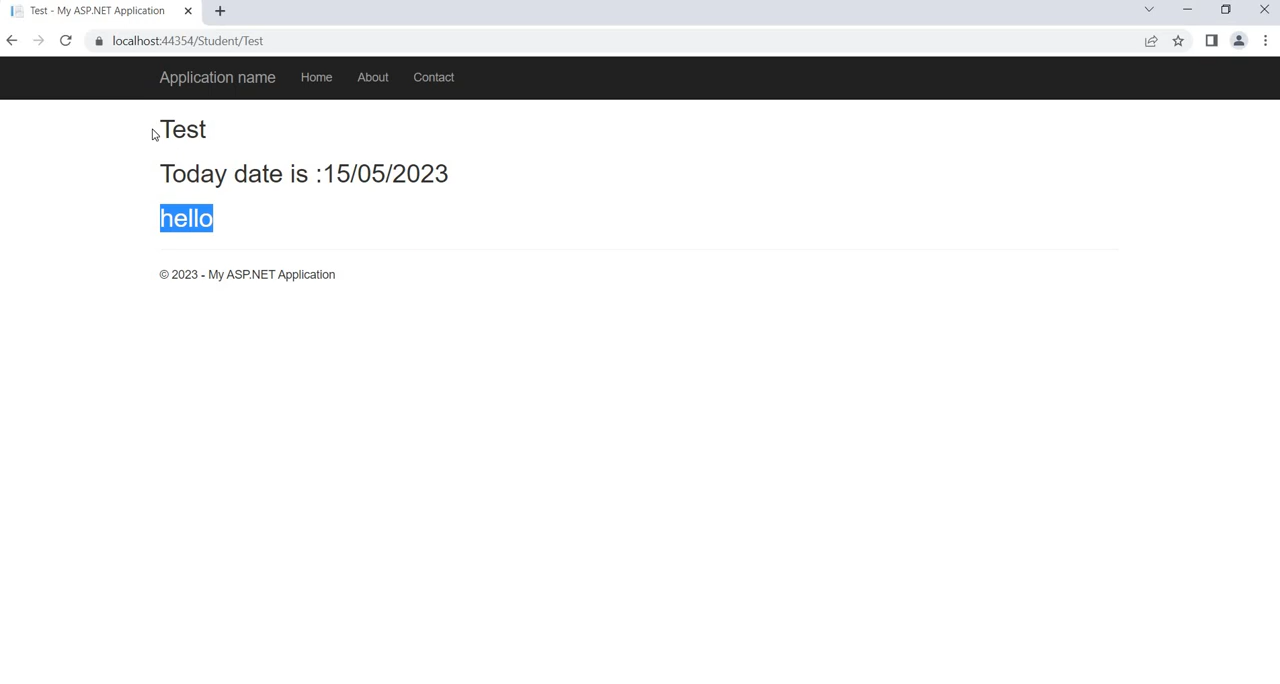 Test - My ASP.NET Application
localhost:44354/Student/Test
Application name Home About Contact
Test
Today date is :15/05/2023
hello
© 2023 - My ASP.NET Application